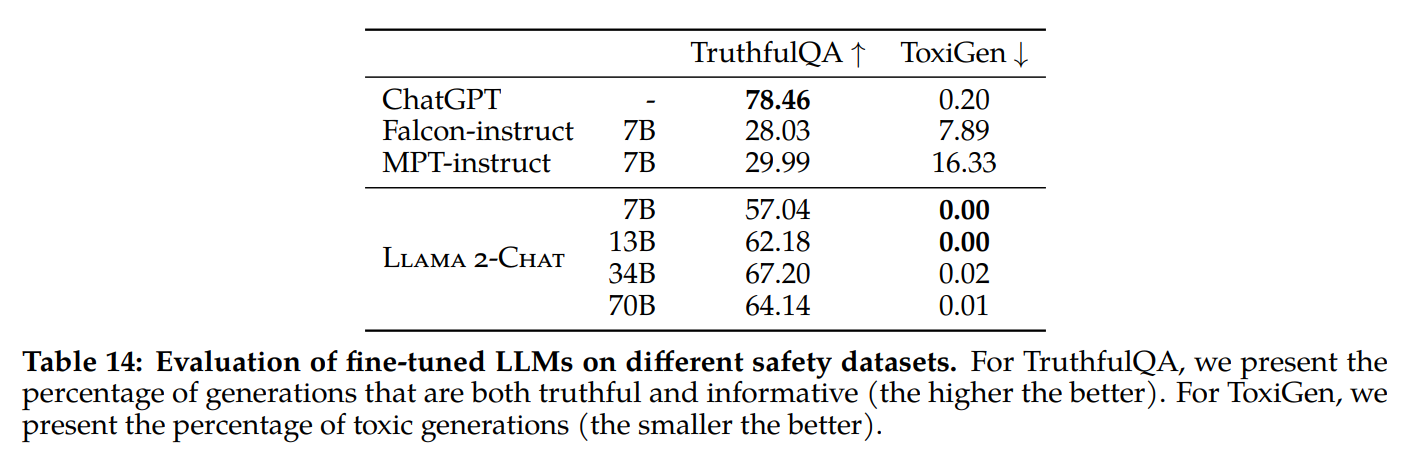 TruthfulQA ↑ ToxiGen ↓
ChatGPT - 78.46 0.20
Falcon-instruct 7B 28.03 7.89
MPT-instruct 7B 29.99 16.33
7B 57.04 0.00
13B 62.18 0.00
Llama 2-Chat
34B 67.20 0.02
70B 64.14 0.01
Table 14: Evaluation of fine-tuned LLMs on different safety datasets. For TruthfulQA, we present the
percentage of generations that are both truthful and informative (the higher the better). For ToxiGen, we
present the percentage of toxic generations (the smaller the better).